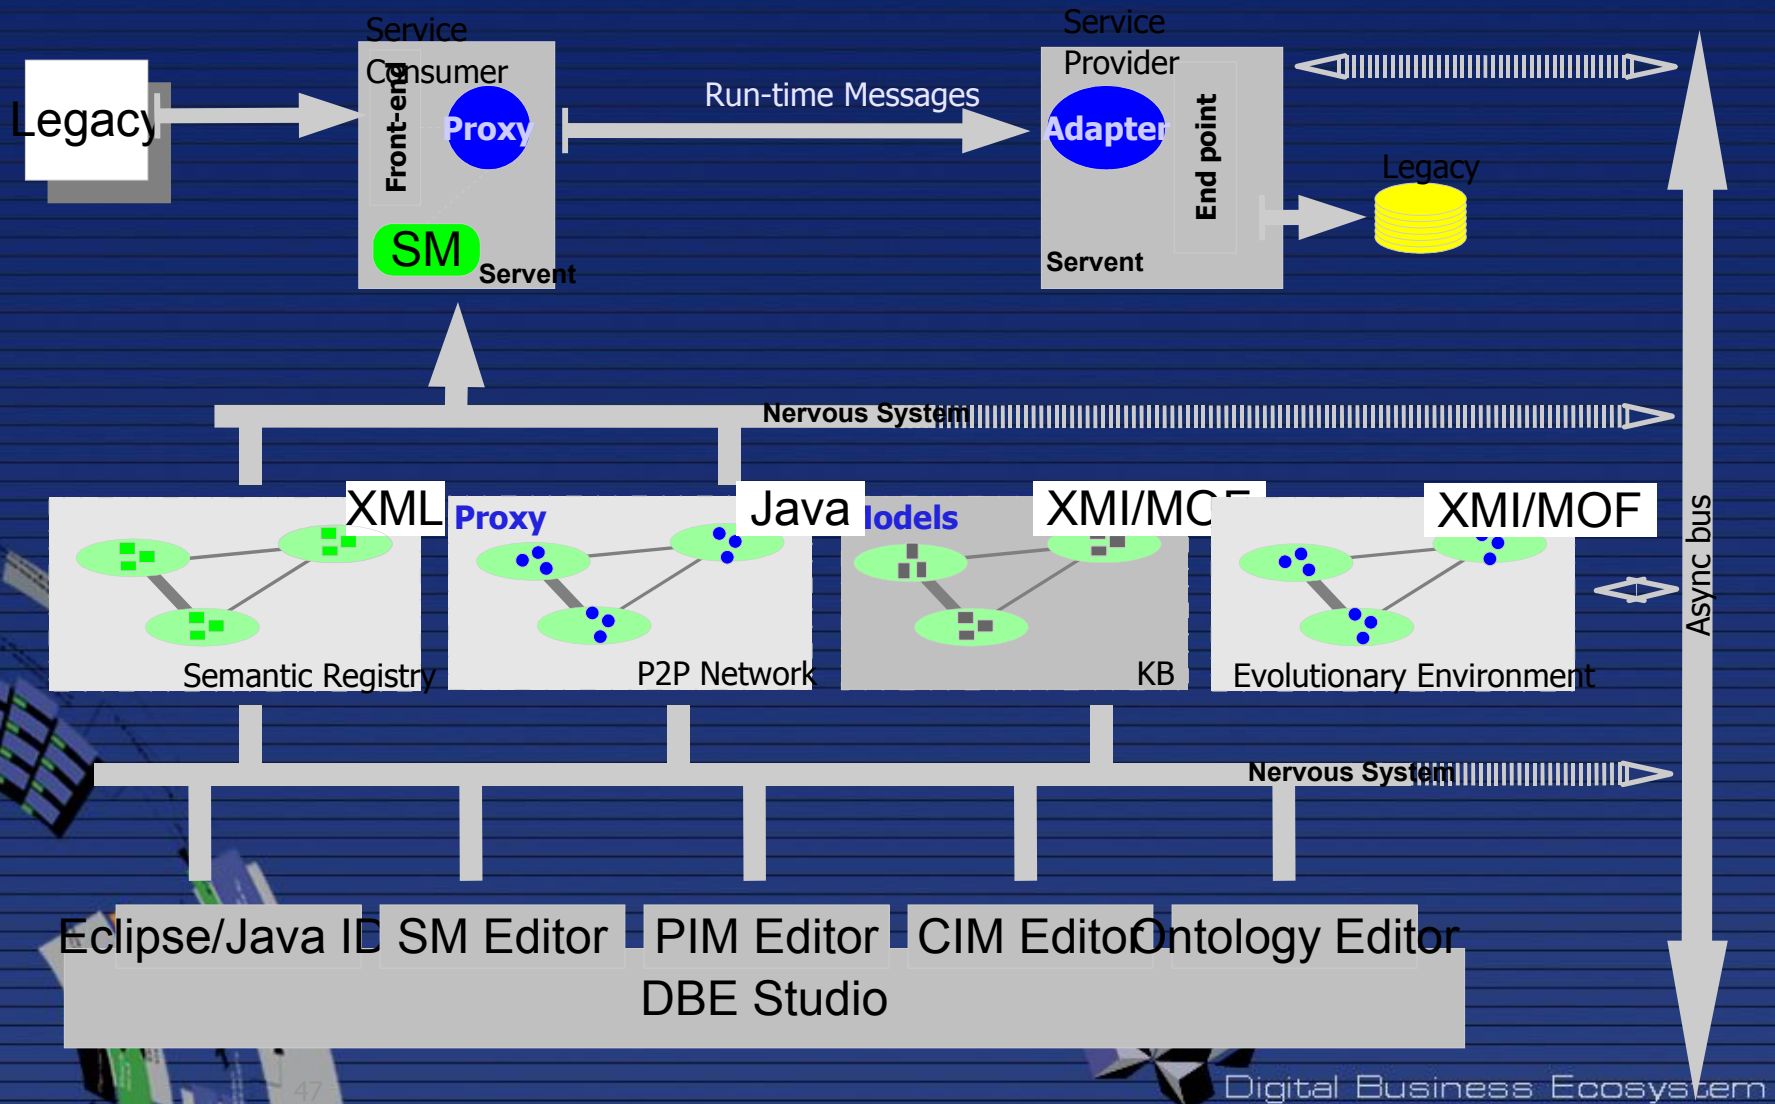 Service
Consumer
Service
Provider
Legacy
Front-end
Proxy
Run-time Messages
Adapter
End point
Legacy
SM
Servent
Servent
Nervous System
XML
Proxy
Java
Models
XMI/MOF
XMI/MOF
Async bus
Semantic Registry
P2P Network
KB
Evolutionary Environment
Nervous System
Eclipse/Java ID
SM Editor
PIM Editor
CIM Editor
Ontology Editor
DBE Studio
47
Digital Business Ecosystem